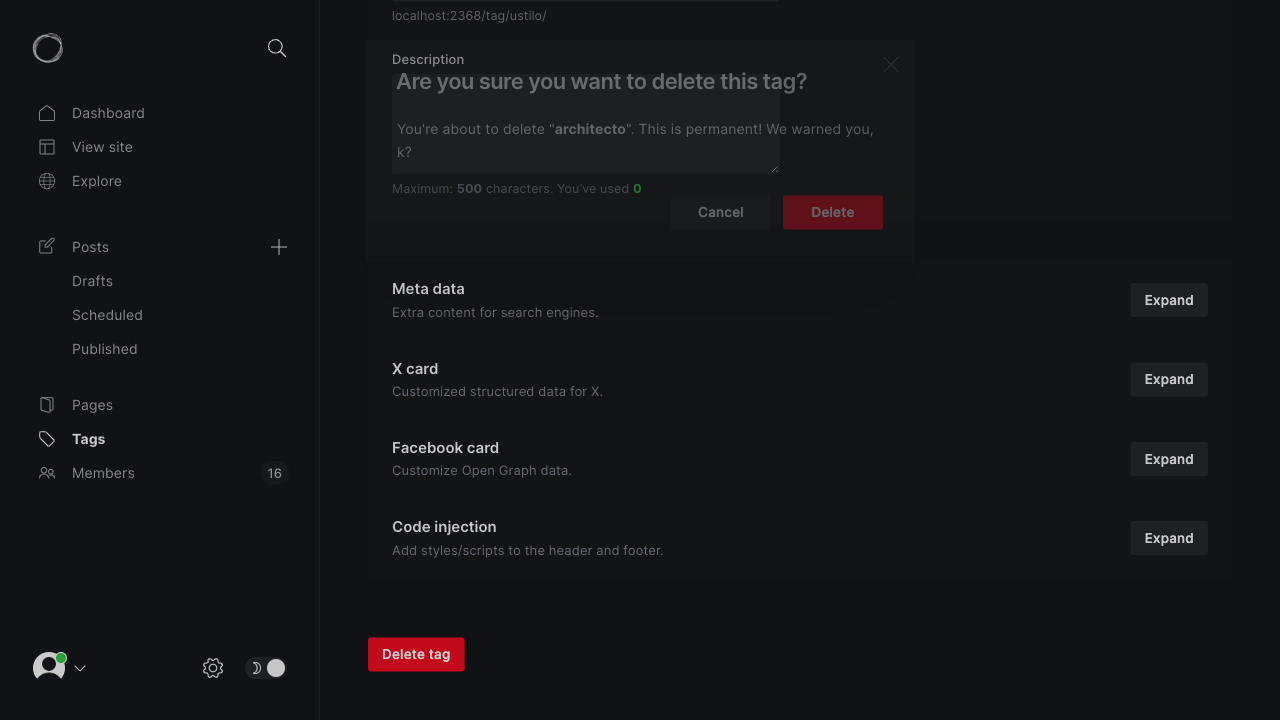 localhost:2368/tag/ustilo/
Description
Are you sure you want to delete this tag?
You're about to delete "architecto". This is permanent! We warned you,
k?
Maximum: 500 characters. You've used 0
Cancel
Delete
Dashboard
View site
Explore
Posts
Drafts
Scheduled
Published
Pages
Tags
Members
16
Meta data
Extra content for search engines.
Expand
X card
Customized structured data for X.
Expand
Facebook card
Customize Open Graph data.
Expand
Code injection
Add styles/scripts to the header and footer.
Expand
Delete tag